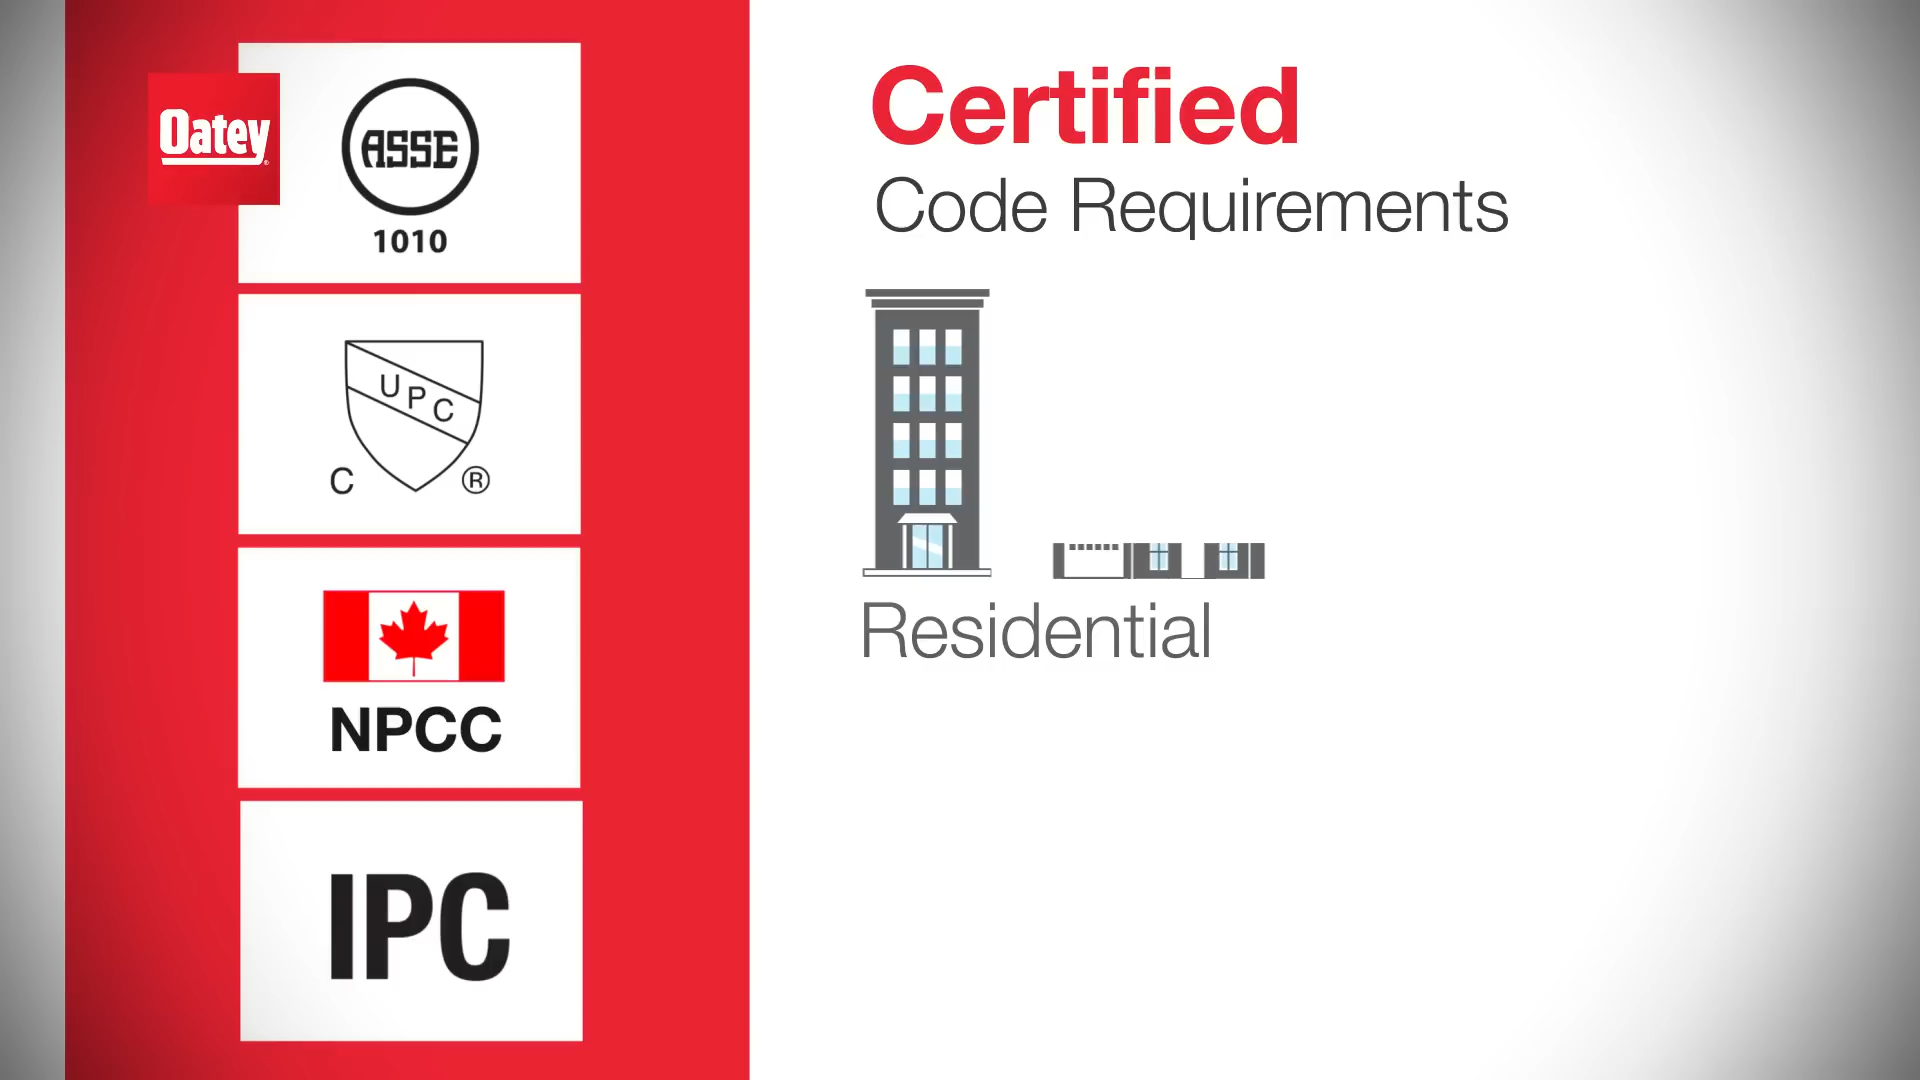 Oatey®
ASSE
1010
UPC
C ®
NPCC
IPC
Certified
Code Requirements
Residential